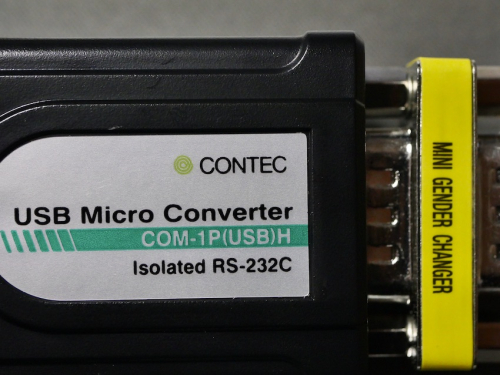 CONTEC
USB Micro Converter
COM-1P(USB)H
Isolated RS-232C
MINI GENDER CHANGER